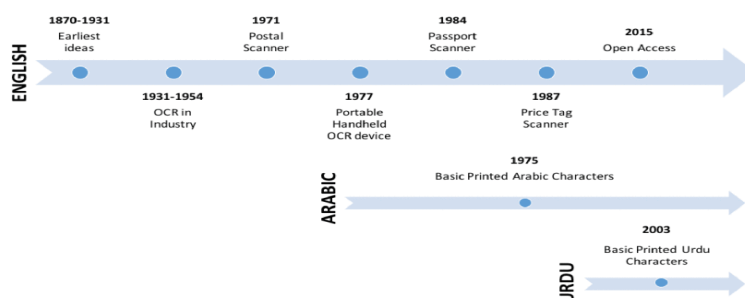 1870-1931
Earliest
ideas
1971
Postal
Scanner
1984
Passport
Scanner
2015
Open Access
ENGLISH
1931-1954
OCR in
Industry
1977
Portable
Handheld
OCR device
1987
Price Tag
Scanner
1975
Basic Printed Arabic Characters
ARABIC
2003
Basic Printed Urdu
Characters
URDU